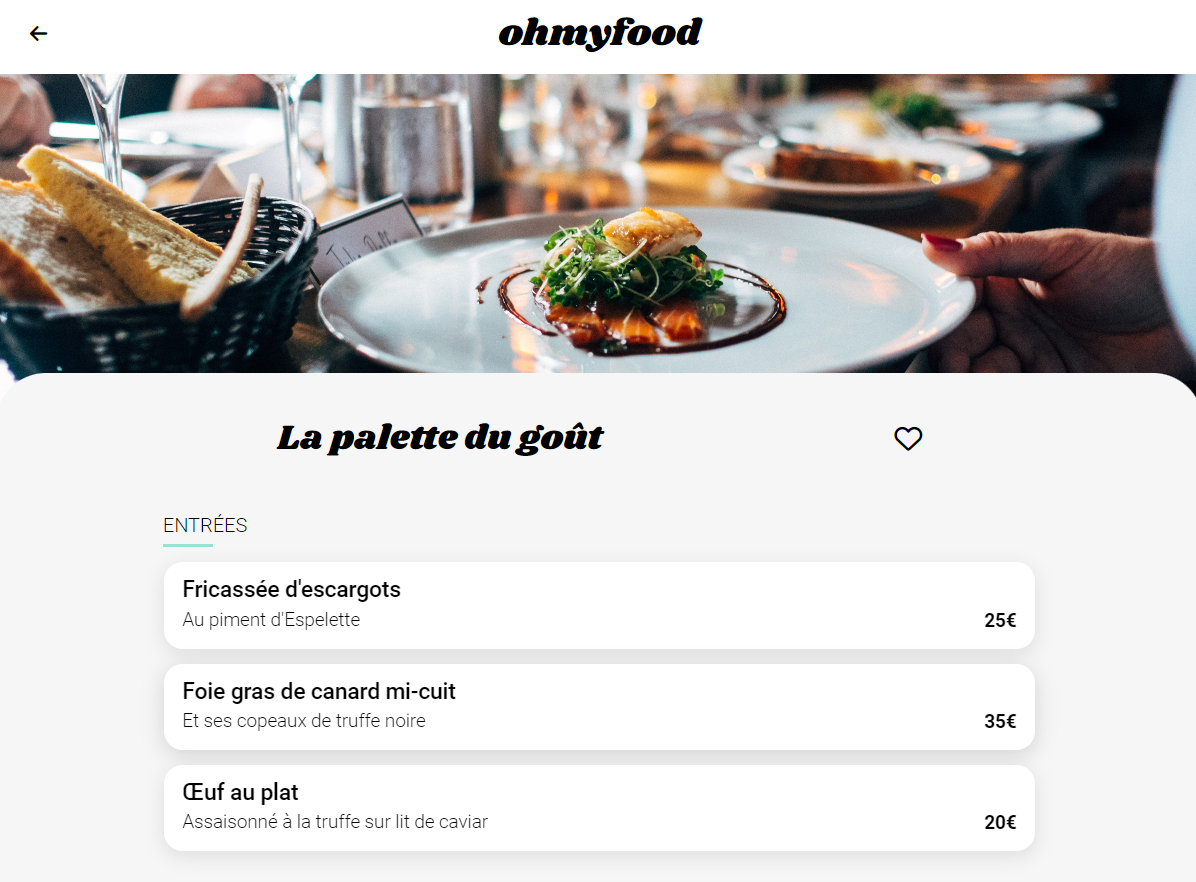 ohmyfood
La palette du goût
ENTRÉES
Fricassée d'escargots
Au piment d'Espelette
25€
Foie gras de canard mi-cuit
Et ses copeaux de truffe noire
35€
Œuf au plat
Assaisonné à la truffe sur lit de caviar
20€